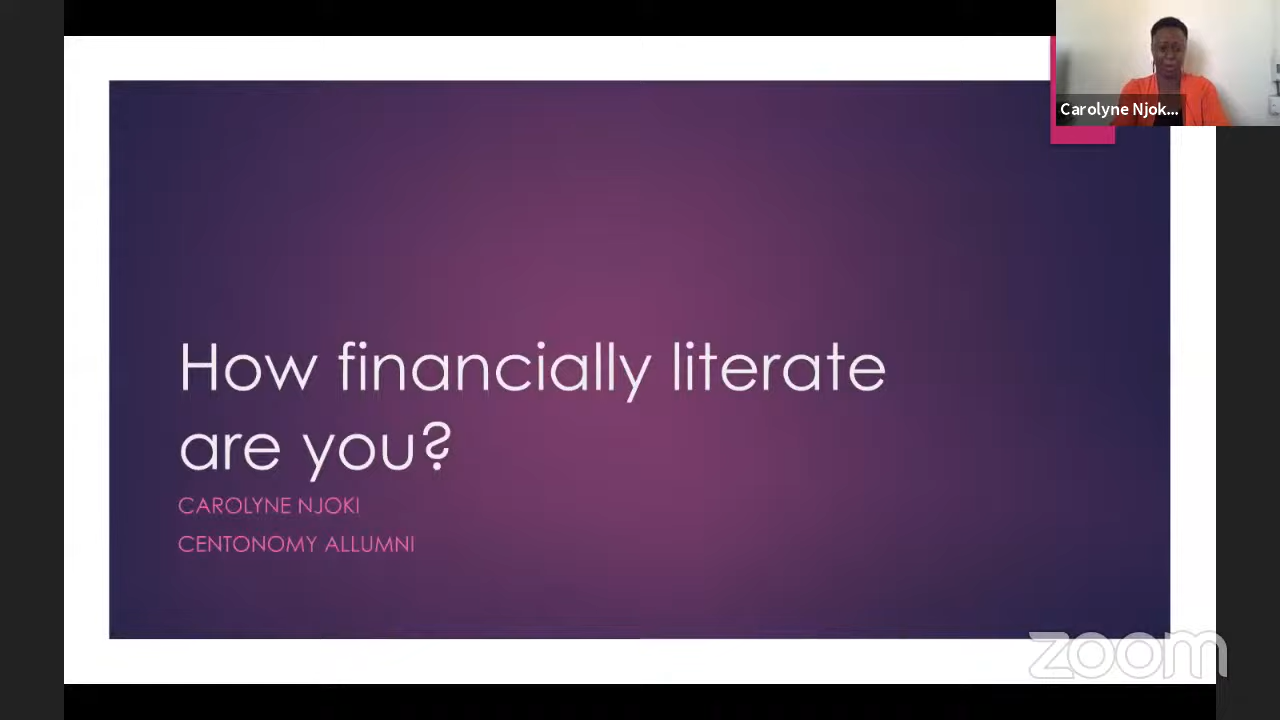 Carolyne Njok...
How financially literate
are you?
CAROLYNE NJOKI
CENTONOMY ALLUMNI
zoom